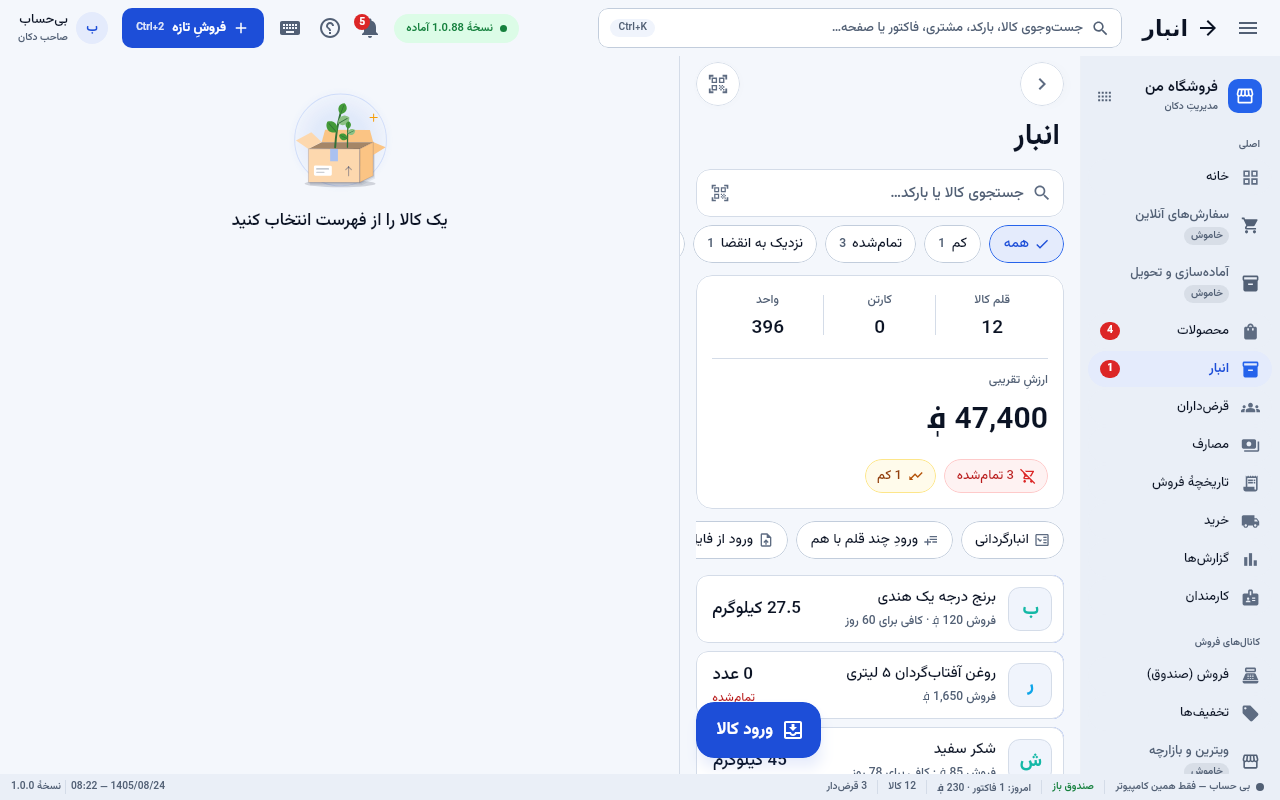 انبار
جست‌وجوی کالا، بارکد، مشتری، فاکتور یا صفحه...
Ctrl+K
نسخهٔ 1.0.88 آماده
5
فروشِ تازه
Ctrl+2
ب
بی‌حساب
صاحب دکان
فروشگاه من
مدیریت دکان
اصلی
خانه
سفارش‌های آنلاین
خاموش
آماده‌سازی و تحویل
خاموش
محصولات
4
انبار
1
قرض‌داران
مصارف
تاریخچهٔ فروش
خرید
گزارش‌ها
کارمندان
کانال‌های فروش
فروش (صندوق)
تخفیف‌ها
ویترین و بازارچه
خاموش
انبار
جستجوی کالا یا بارکد...
همه
کم 1
تمام‌شده 3
نزدیک به انقضا 1
قلم کالا
12
کارتن
0
واحد
396
ارزشِ تقریبی
47,400 ؋
3 تمام‌شده
1 کم
انبارگردانی
ورودِ چند قلم با هم
ورود از فایل
ب
برنج درجه یک هندی
فروش 120 ؋ · کافی برای 60 روز
27.5 کیلوگرم
ر
روغن آفتاب‌گردان ۵ لیتری
فروش 1,650 ؋
0 عدد
تمام‌شده
ش
شکر سفید
فروش 85 ؋ · کافی برای 78 روز
45 کیلوگرم
ورود کالا
یک کالا را از فهرست انتخاب کنید
بی حساب — فقط همین کامپیوتر
صندوق باز
امروز: 1 فاکتور · 230 ؋
12 کالا
3 قرض‌دار
1405/08/24 — 08:22
نسخهٔ 1.0.0